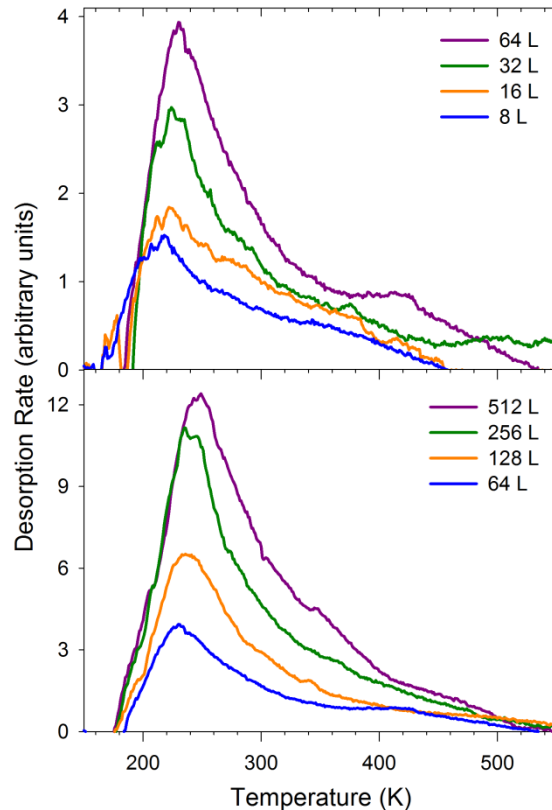 4
64 L
32 L
16 L
8 L
3
2
1
0
Desorption Rate (arbitrary units)
12
512 L
256 L
128 L
64 L
9
6
3
0
200 300 400 500
Temperature (K)